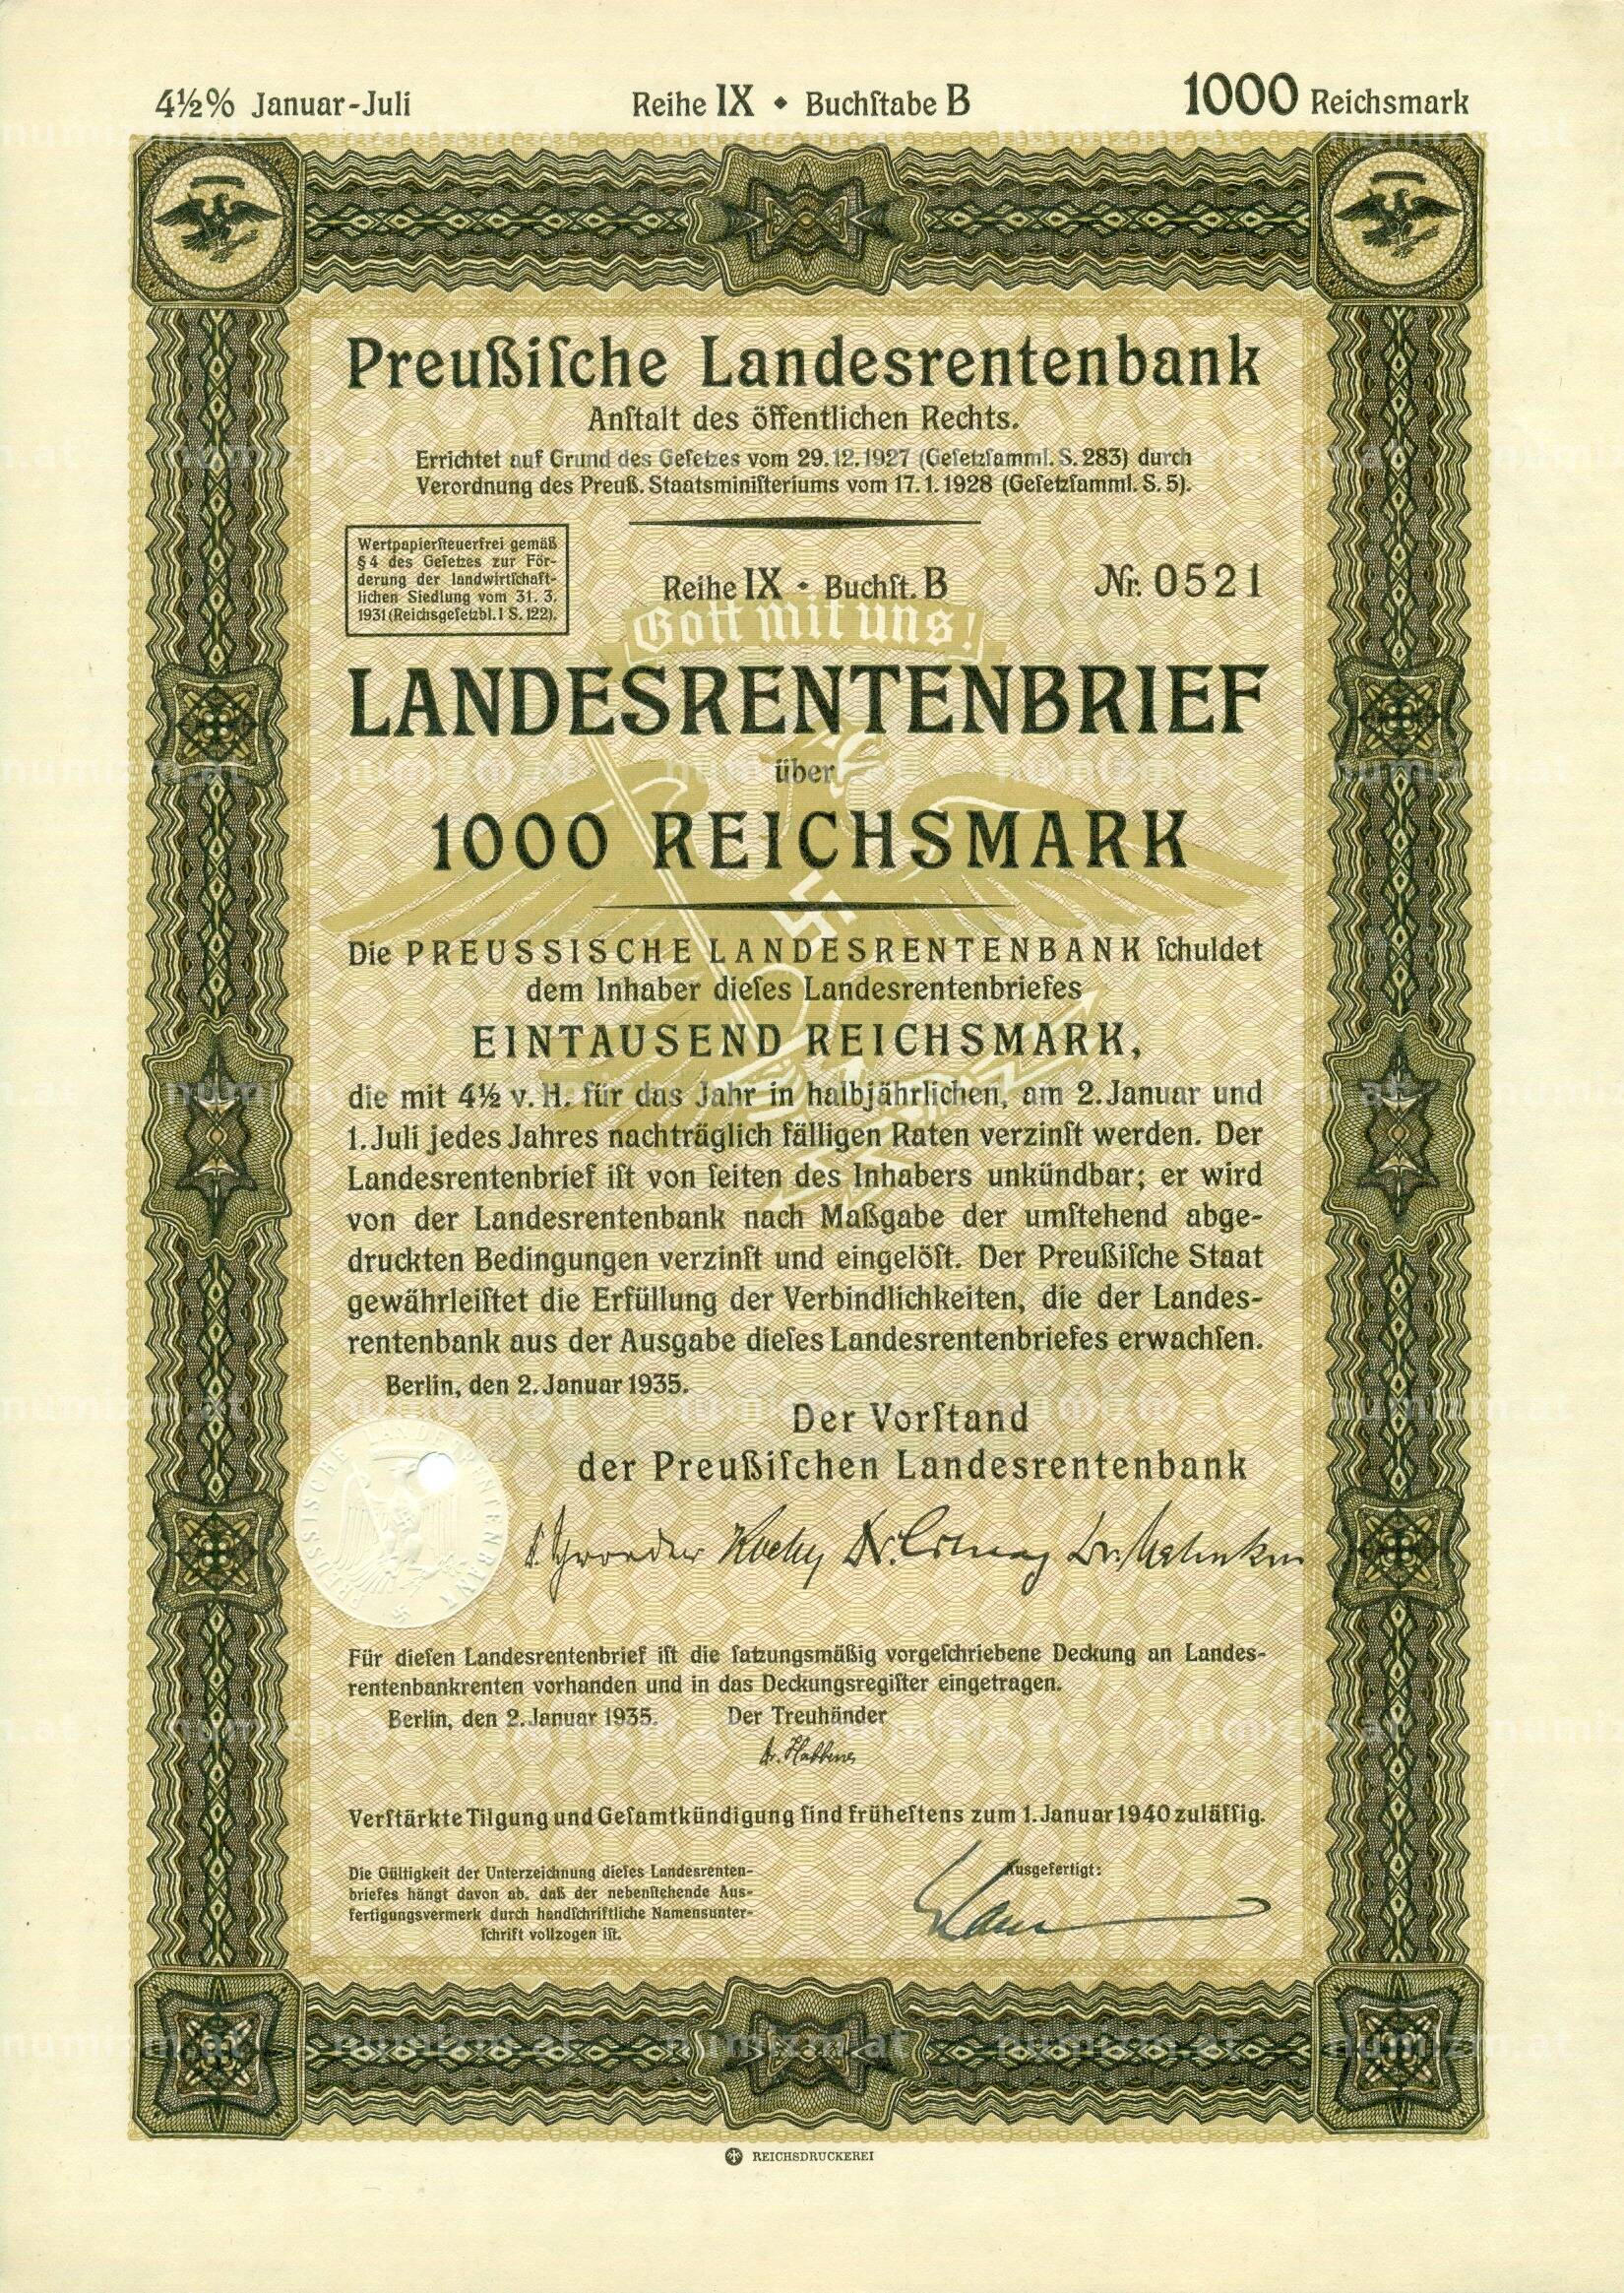 4½% Januar-Juli
Reihe IX • Buchſtabe B
1000 Reichsmark
Preußiſche Landesrentenbank
Anſtalt des öffentlichen Rechts.
Errichtet auf Grund des Geſetzes vom 29.12.1927 (Geſetzſamml. S. 283) durch
Verordnung des Preuß. Staatsminiſteriums vom 17.1.1928 (Geſetzſamml. S. 5).
Wertpapierſteuerfrei gemäß
§ 4 des Geſetzes zur För-
derung der landwirtſchaft-
lichen Siedlung vom 31. 3.
1931 (Reichsgeſetzbl. I S. 122).
Reihe IX • Buchſt. B
Nr. 0521
Gott mit uns!
LANDESRENTENBRIEF
über
1000 REICHSMARK
Die PREUSSISCHE LANDESRENTENBANK ſchuldet
dem Inhaber dieſes Landesrentenbriefes
EINTAUSEND REICHSMARK,
die mit 4½ v. H. für das Jahr in halbjährlichen, am 2. Januar und
1. Juli jedes Jahres nachträglich fälligen Raten verzinſt werden. Der
Landesrentenbrief iſt von ſeiten des Inhabers unkündbar; er wird
von der Landesrentenbank nach Maßgabe der umſtehend abge-
druckten Bedingungen verzinſt und eingelöſt. Der Preußiſche Staat
gewährleiſtet die Erfüllung der Verbindlichkeiten, die der Landes-
rentenbank aus der Ausgabe dieſes Landesrentenbriefes erwachſen.
Berlin, den 2. Januar 1935.
Der Vorſtand
der Preußiſchen Landesrentenbank
PREUSSISCHE LANDESRENTENBANK
Für dieſen Landesrentenbrief iſt die ſatzungsmäßig vorgeſchriebene Deckung an Landes-
rentenbankrenten vorhanden und in das Deckungsregiſter eingetragen.
Berlin, den 2. Januar 1935. Der Treuhänder
Verſtärkte Tilgung und Geſamtkündigung ſind früheſtens zum 1. Januar 1940 zuläſſig.
Die Gültigkeit der Unterzeichnung dieſes Landesrenten-
briefes hängt davon ab, daß der nebenſtehende Aus-
fertigungsvermerk durch handſchriftliche Namensunter-
ſchrift vollzogen iſt.
Ausgefertigt:
REICHSDRUCKEREI
numizm.at